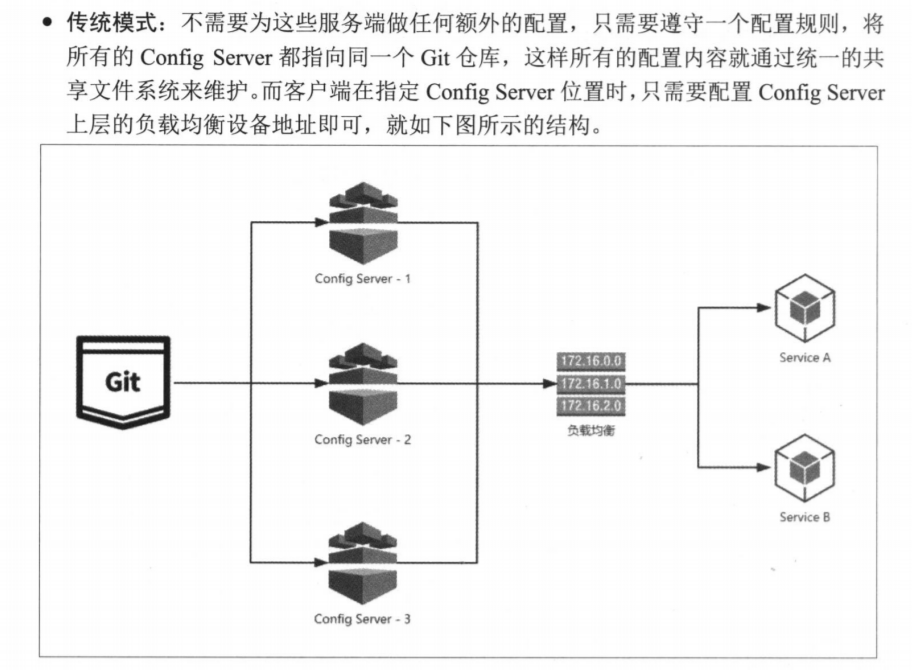 ● 传统模式：不需要为这些服务端做任何额外的配置，只需要遵守一个配置规则，将
所有的 Config Server 都指向同一个 Git 仓库，这样所有的配置内容就通过统一的共
享文件系统来维护。而客户端在指定 Config Server 位置时，只需要配置 Config Server
上层的负载均衡设备地址即可，就如下图所示的结构。
Config Server - 1
Git
Config Server - 2
172.16.0.0
172.16.1.0
172.16.2.0
负载均衡
Service A
Service B
Config Server - 3